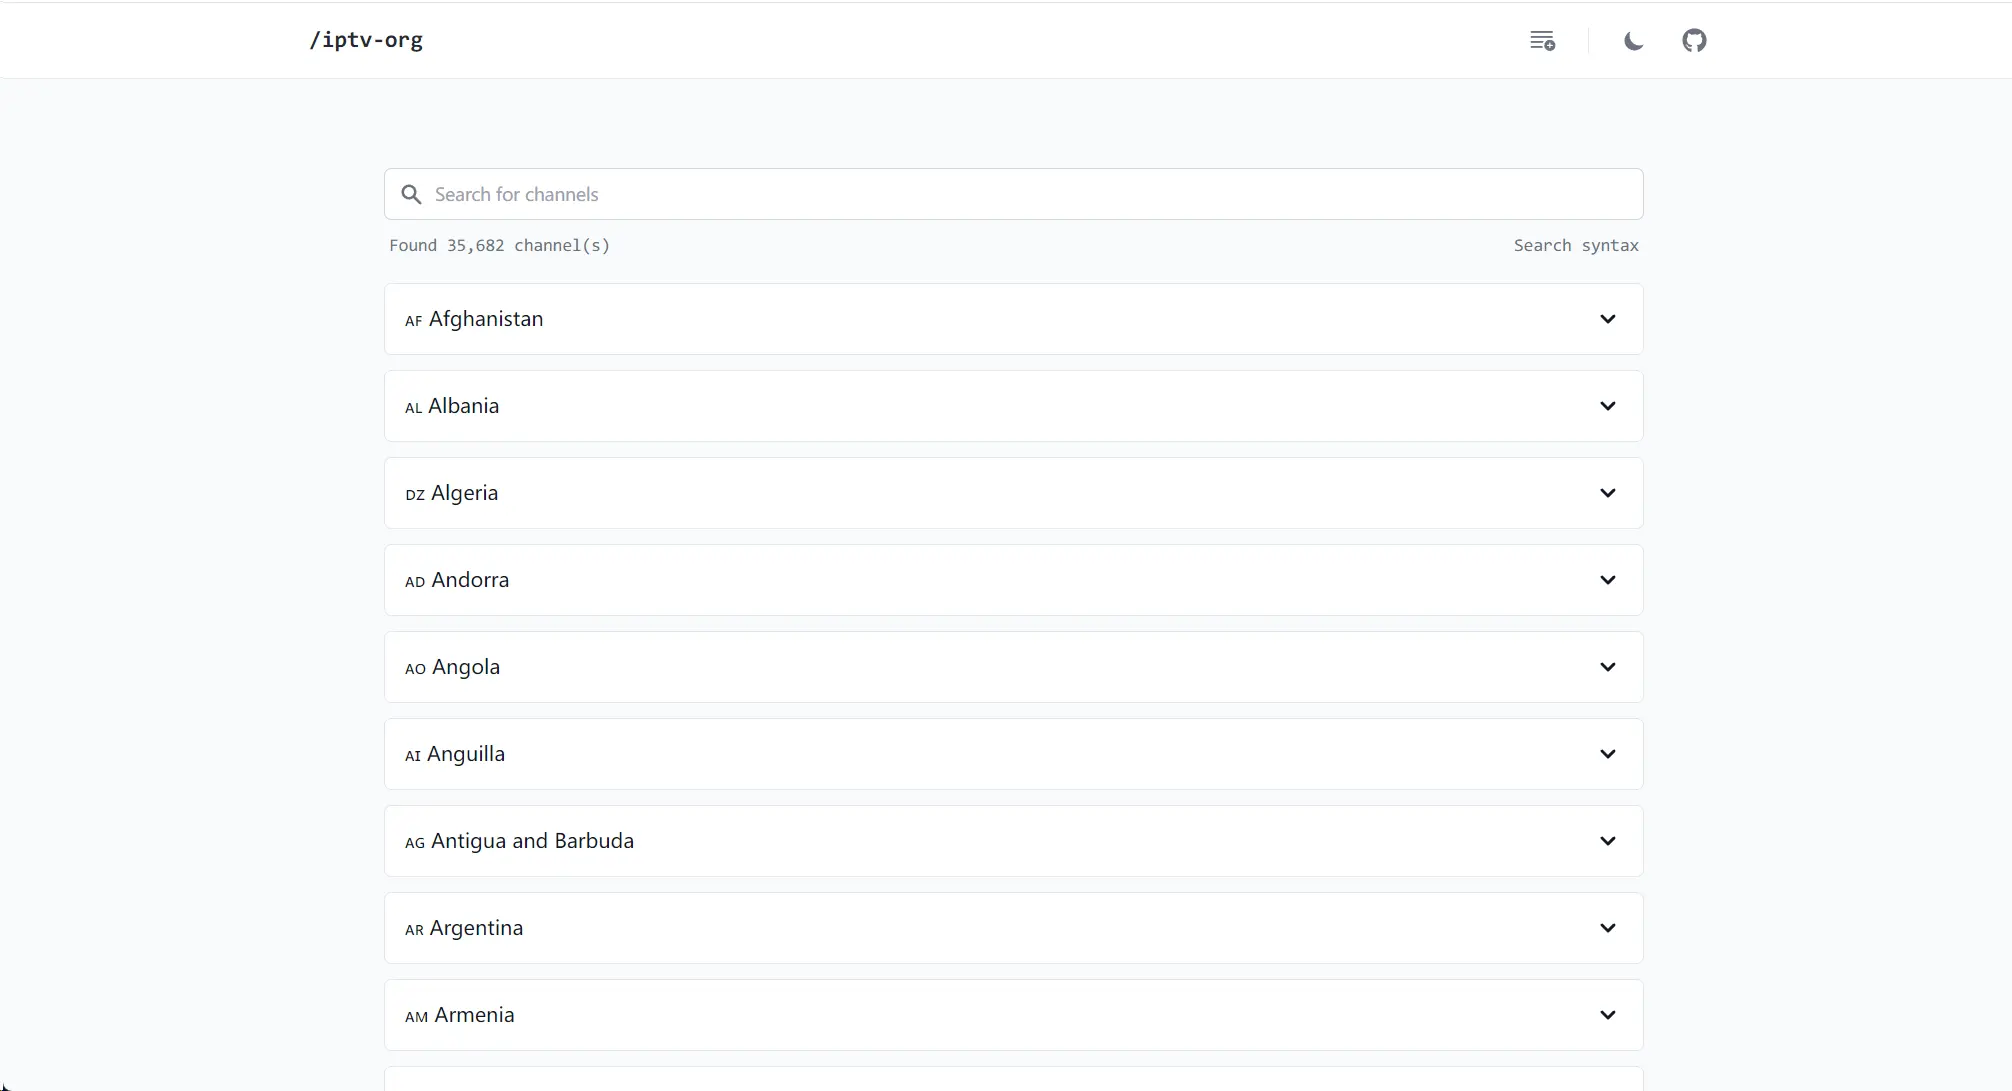 /iptv-org
Search for channels
Found 35,682 channel(s)
Search syntax
AF Afghanistan
AL Albania
DZ Algeria
AD Andorra
AO Angola
AI Anguilla
AG Antigua and Barbuda
AR Argentina
AM Armenia